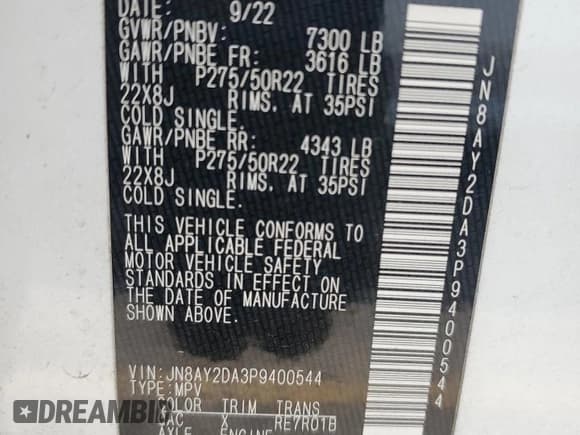 DATE: 9/22
GVWR/PNBV: 7300 LB
GAWR/PNBE FR: 3616 LB
WITH P275/50R22 TIRES
22X8J RIMS. AT 35PSI
COLD SINGLE.
GAWR/PNBE RR: 4343 LB
WITH P275/50R22 TIRES
22X8J RIMS. AT 35PSI
COLD SINGLE.
THIS VEHICLE CONFORMS TO
ALL APPLICABLE FEDERAL
MOTOR VEHICLE SAFETY
STANDARDS IN EFFECT ON
THE DATE OF MANUFACTURE
SHOWN ABOVE.
VIN: JN8AY2DA3P9400544
TYPE: MPV
COLOR TRIM TRANS
X RE7R01B
AXLE ENGINE
JN8AY2DA3P9400544
DREAMBID